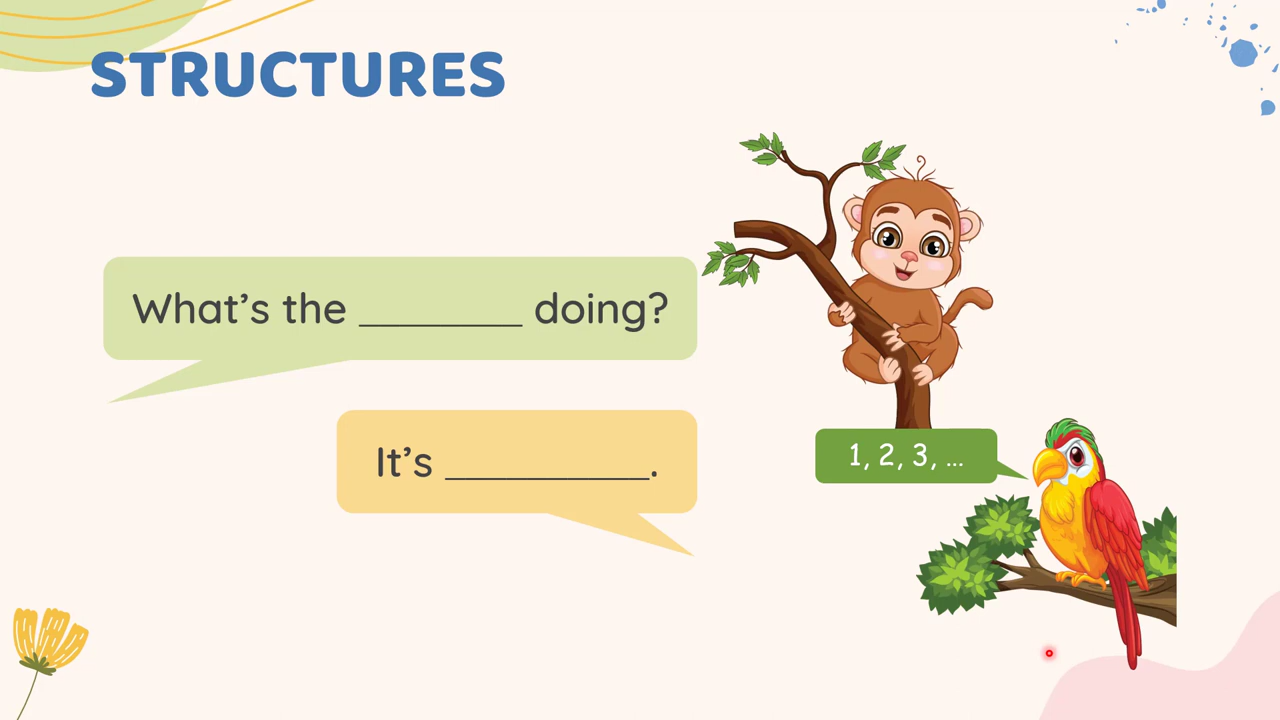 STRUCTURES
What’s the ________ doing?
It’s __________.
1, 2, 3, ...